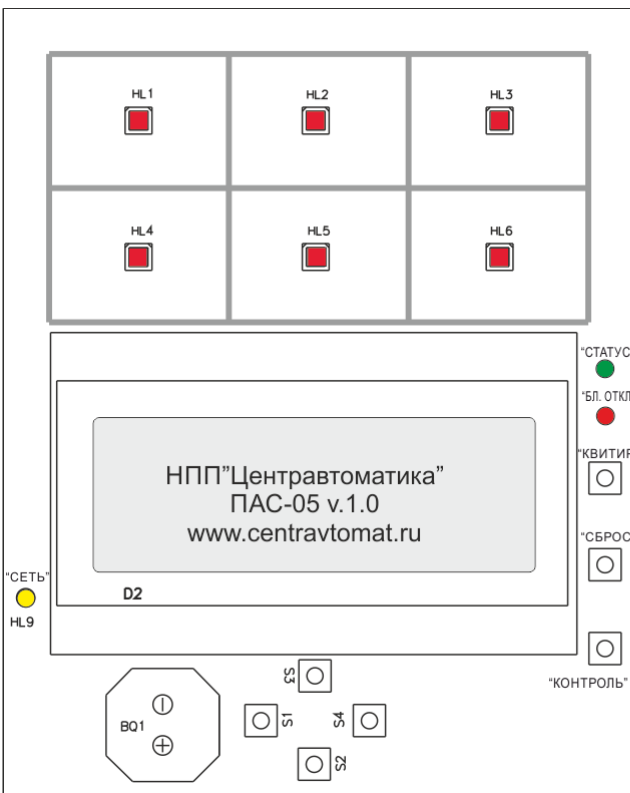 HL1 HL2 HL3
HL4 HL5 HL6
"СТАТУС
"БЛ. ОТКЛ
"КВИТИР
НПП"Центравтоматика"
ПАС-05 v.1.0
www.centravtomat.ru
"СБРОС
"СЕТЬ"
D2
HL9
"КОНТРОЛЬ"
S3
BQ1
S1 S4
S2